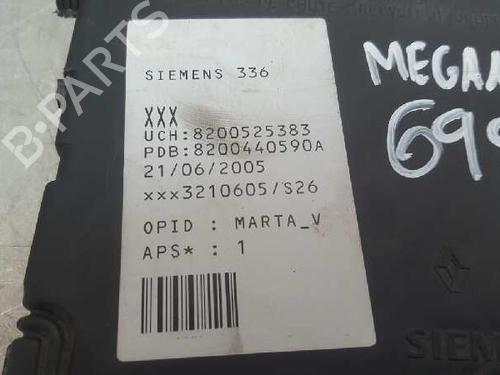 SIEMENS 336
XXX
UCH:8200525383
PDB:8200440590A
21/06/2005
xxx3210605/S26
OPID : MARTA_V
APS* : 1
MEGA
69
SIEM
B-PARTS